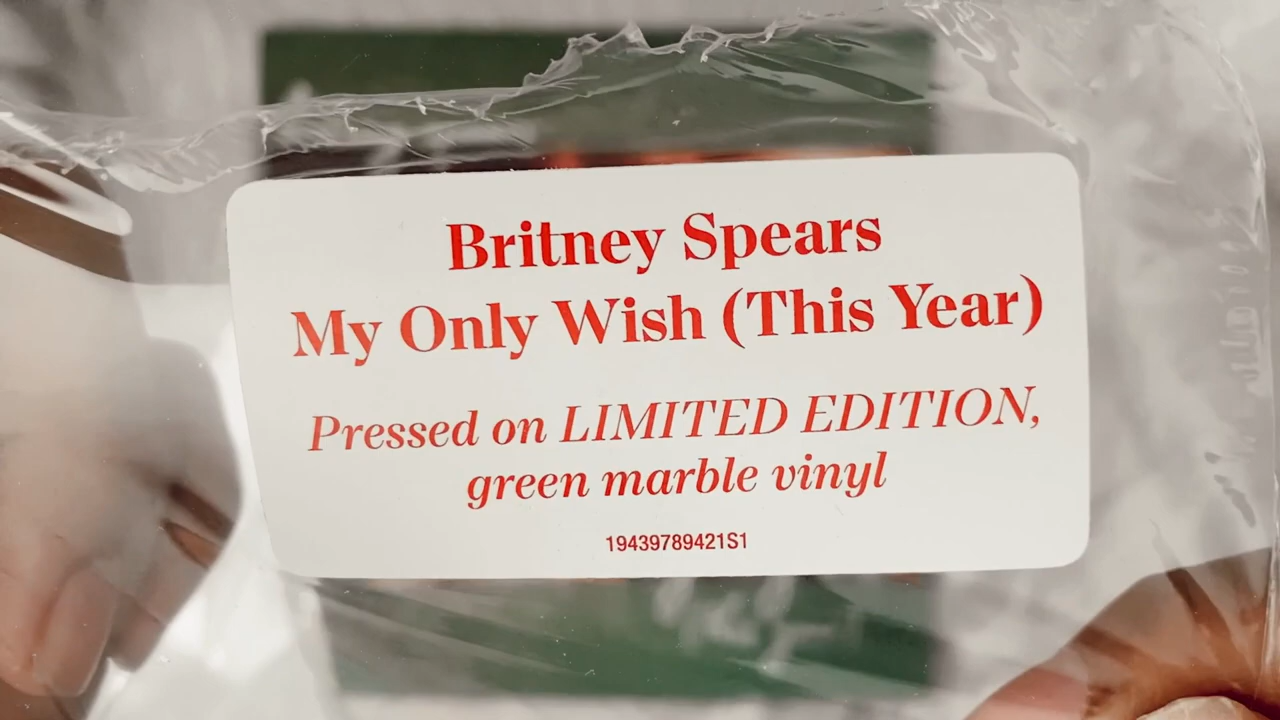 Britney Spears
My Only Wish (This Year)
Pressed on LIMITED EDITION,
green marble vinyl
19439789421S1